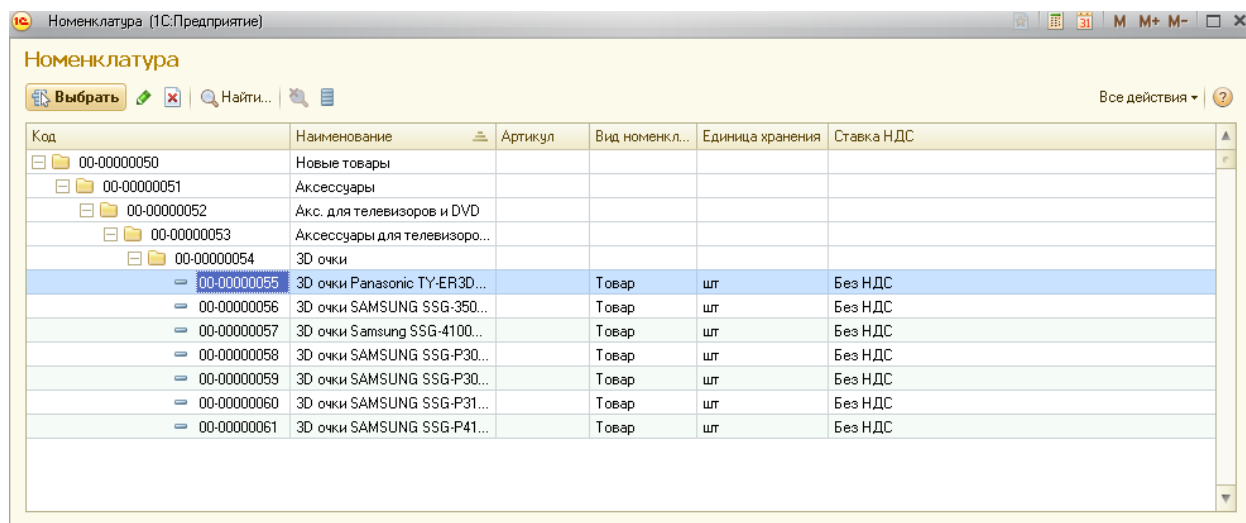 Номенклатура (1С:Предприятие) 31 M M+ M-
Номенклатура
Выбрать Найти... Все действия ?
Код Наименование Артикул Вид номенкл... Единица хранения Ставка НДС
00-00000050 Новые товары
00-00000051 Аксессуары
00-00000052 Акс. для телевизоров и DVD
00-00000053 Аксессуары для телевизоро...
00-00000054 3D очки
00-00000055 3D очки Panasonic TY-ER3D... Товар шт Без НДС
00-00000056 3D очки SAMSUNG SSG-350... Товар шт Без НДС
00-00000057 3D очки Samsung SSG-4100... Товар шт Без НДС
00-00000058 3D очки SAMSUNG SSG-P30... Товар шт Без НДС
00-00000059 3D очки SAMSUNG SSG-P30... Товар шт Без НДС
00-00000060 3D очки SAMSUNG SSG-P31... Товар шт Без НДС
00-00000061 3D очки SAMSUNG SSG-P41... Товар шт Без НДС